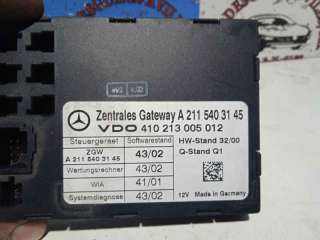 Zentrales Gateway A 211 540 31 45
VDO 410 213 005 012
Steuergerset Softwarestand HW-Stand 32/00
ZGW 43/02 Q-Stand Q1
A 211 540 31 45
Wartungsrechner 43/02
WIA 41/01
Systemdiagnose 43/02 12V Made in Germany